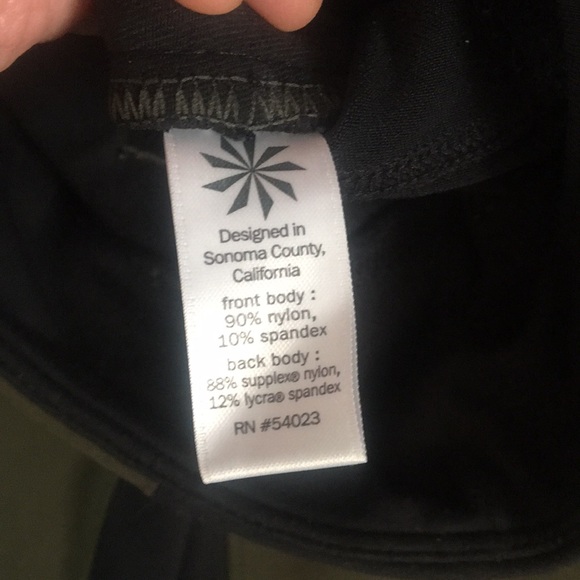 Designed in
Sonoma County,
California
front body :
90% nylon,
10% spandex
back body :
88% supplex® nylon,
12% lycra® spandex
RN #54023